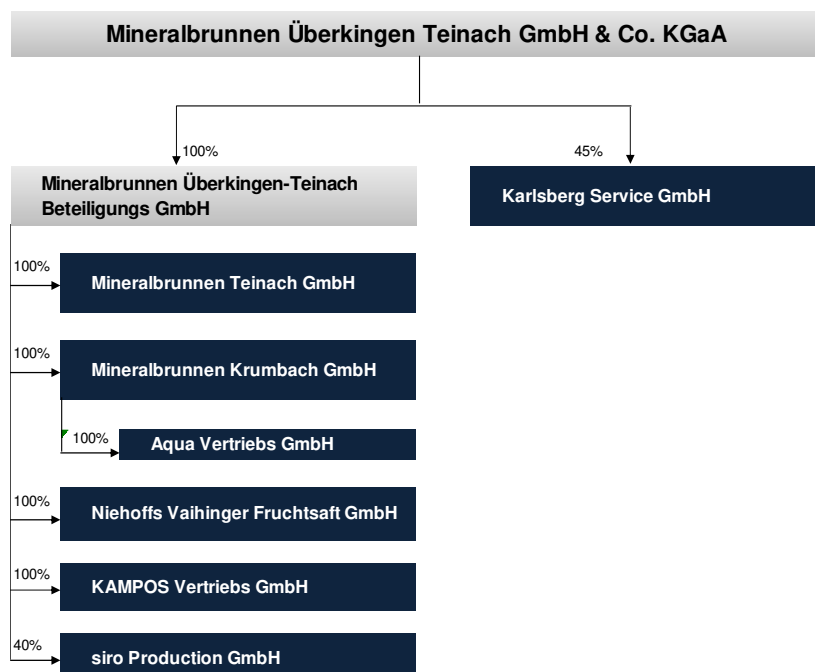 Mineralbrunnen Überkingen Teinach GmbH & Co. KGaA
100%
45%
Mineralbrunnen Überkingen-Teinach
Beteiligungs GmbH
Karlsberg Service GmbH
100%
Mineralbrunnen Teinach GmbH
100%
Mineralbrunnen Krumbach GmbH
100%
Aqua Vertriebs GmbH
100%
Niehoffs Vaihinger Fruchtsaft GmbH
100%
KAMPOS Vertriebs GmbH
40%
siro Production GmbH